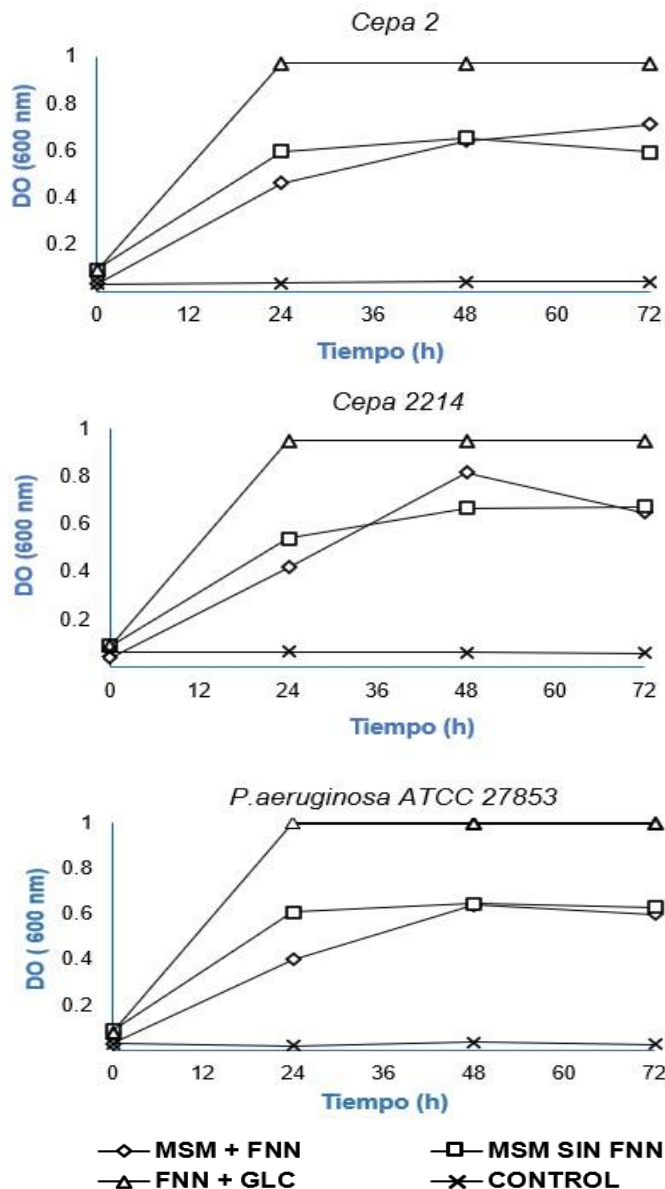 Cepa 2
DO (600 nm)
1
0.8
0.6
0.4
0.2
0 12 24 36 48 60 72
Tiempo (h)
Cepa 2214
DO (600 nm)
1
0.8
0.6
0.4
0.2
0 12 24 36 48 60 72
Tiempo (h)
P.aeruginosa ATCC 27853
DO ( 600 nm)
1
0.8
0.6
0.4
0.2
0 12 24 36 48 60 72
Tiempo (h)
MSM + FNN MSM SIN FNN
FNN + GLC CONTROL